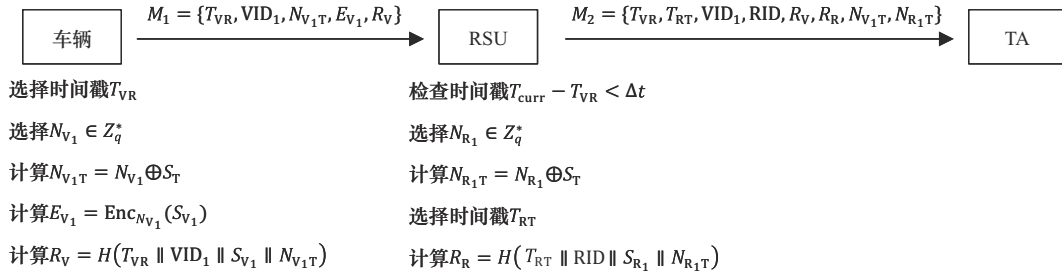 M₁ = {T_VR, VID₁, N_V₁T, E_V₁, R_V}
M₂ = {T_VR, T_RT, VID₁, RID, R_V, R_R, N_V₁T, N_R₁T}
车辆
RSU
TA
选择时间戳T_VR
选择N_V₁ ∈ Z_q^*
计算N_V₁T = N_V₁⊕S_T
计算E_V₁ = Enc_N_V₁(S_V₁)
计算R_V = H(T_VR ∥ VID₁ ∥ S_V₁ ∥ N_V₁T)
检查时间戳T_curr − T_VR < Δt
选择N_R₁ ∈ Z_q^*
计算N_R₁T = N_R₁⊕S_T
选择时间戳T_RT
计算R_R = H( T_RT ∥ RID ∥ S_R₁ ∥ N_R₁T)